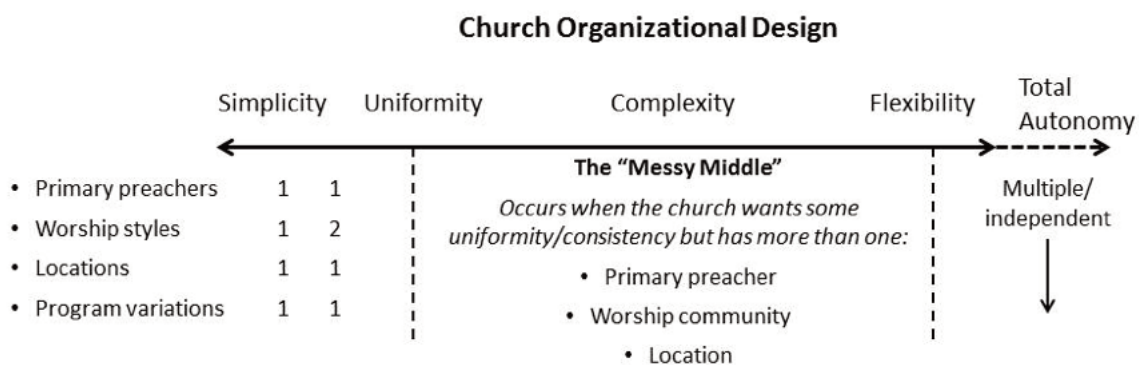 Church Organizational Design
Simplicity Uniformity Complexity Flexibility Total
Autonomy
The “Messy Middle”
• Primary preachers 1 1
• Worship styles 1 2
• Locations 1 1
• Program variations 1 1
Occurs when the church wants some
uniformity/consistency but has more than one:
• Primary preacher
• Worship community
• Location
Multiple/
independent